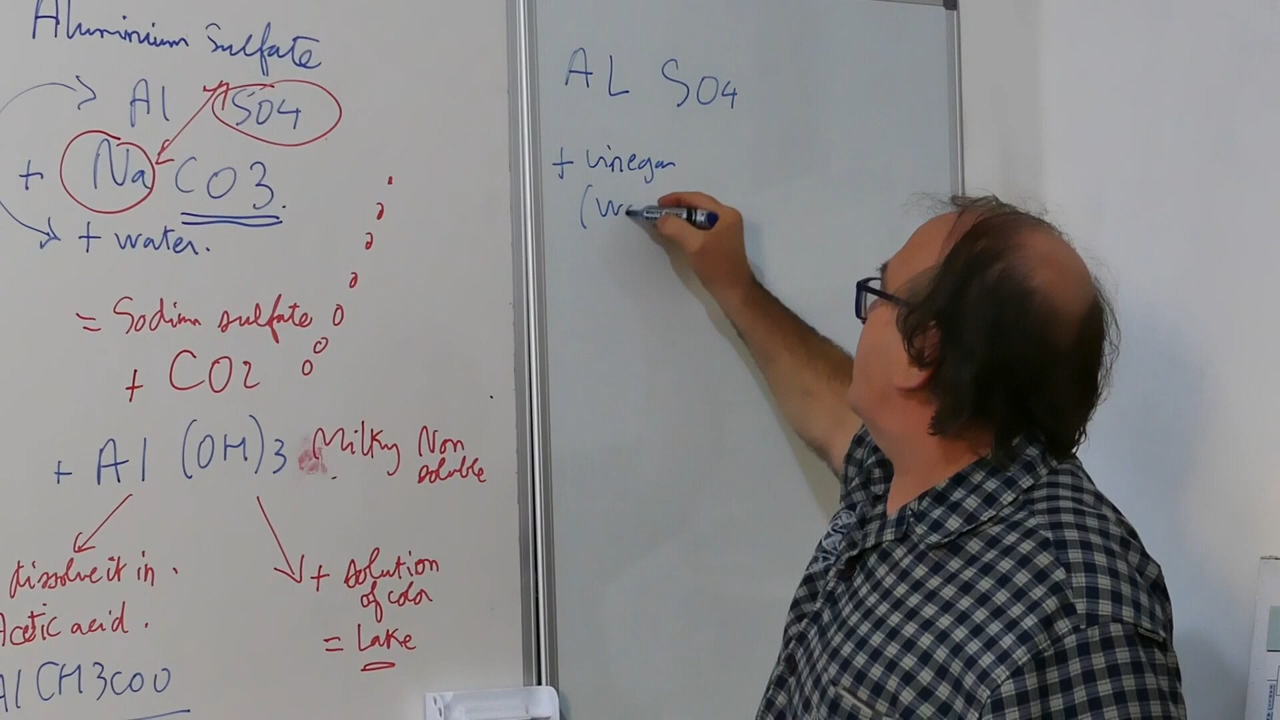 Aluminium Sulfate
Al SO4
+ Na CO3.
+ water.
= Sodium sulfate
+ CO2
+ Al (OH)3 Milky Non soluble
dissolve it in.
Acetic acid.
Al CH3COO
+ solution
of color
= Lake
AL SO4
+ Vinegar